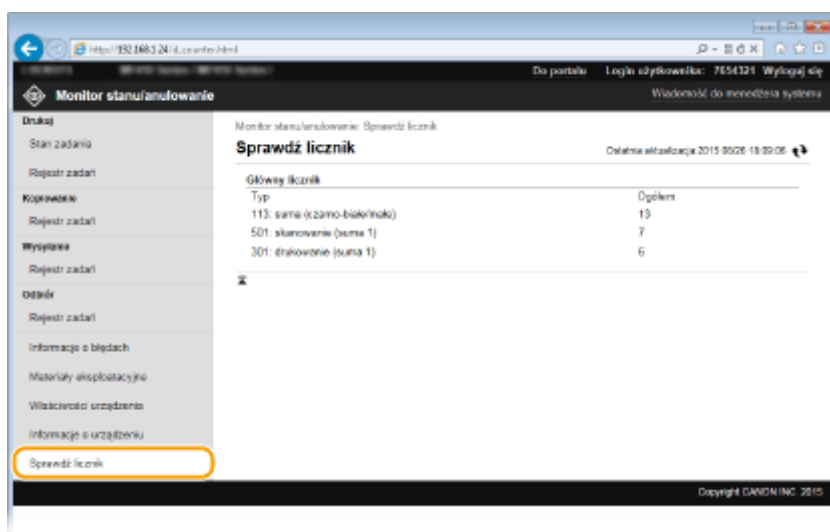 http://192.168.1.24/d_counter.html
Do portalu Login użytkownika: 7654321 Wyloguj się
Monitor stanu/anulowanie
Wiadomość do menedżera systemu
Drukuj
Stan zadania
Rejestr zadań
Kopiowanie
Rejestr zadań
Wysyłanie
Rejestr zadań
Odbiór
Rejestr zadań
Informacje o błędach
Materiały eksploatacyjne
Właściwości urządzenia
Informacje o urządzeniu
Sprawdź licznik
Monitor stanu/anulowanie: Sprawdź licznik
Sprawdź licznik
Ostatnia aktualizacja 2015 08/26 18:09:06
Główny licznik
Typ Ogółem
113: suma (czarno-białe/małe) 13
501: skanowanie (suma 1) 7
301: drukowanie (suma 1) 6
Copyright CANON INC. 2015